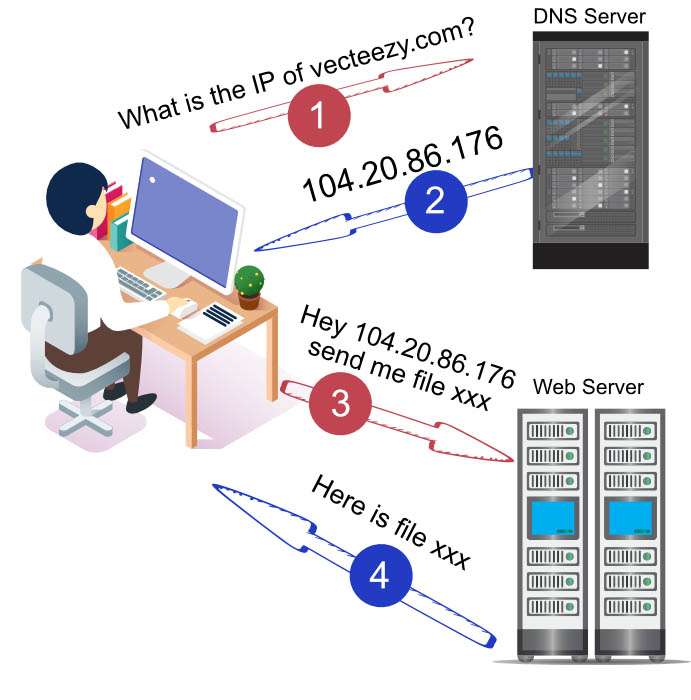 DNS Server
What is the IP of vecteezy.com?
1
104.20.86.176
2
Hey 104.20.86.176
send me file xxx
3
Web Server
Here is file xxx
4